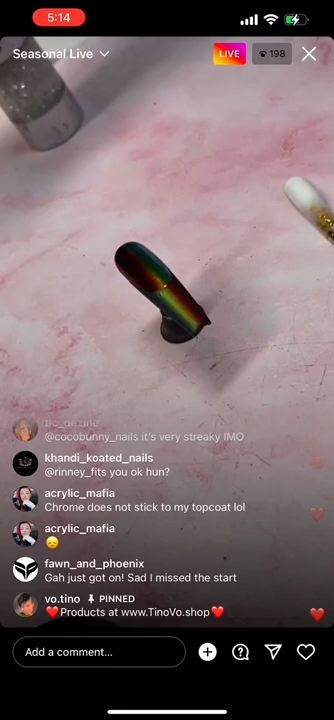 5:14
Seasonal Live
LIVE
198
tic_dezine
@cocobunny_nails it's very streaky IMO
khandi_koated_nails
@rinney_fits you ok hun?
acrylic_mafia
Chrome does not stick to my topcoat lol
acrylic_mafia
fawn_and_phoenix
Gah just got on! Sad I missed the start
vo.tino PINNED
Products at www.TinoVo.shop
Add a comment...